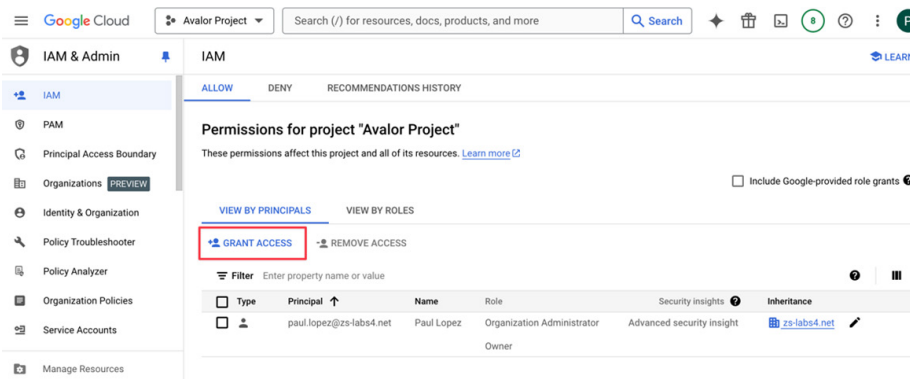 Google Cloud
Avalor Project
Search (/) for resources, docs, products, and more
Search
8
IAM & Admin
IAM
PAM
Principal Access Boundary
Organizations PREVIEW
Identity & Organization
Policy Troubleshooter
Policy Analyzer
Organization Policies
Service Accounts
Manage Resources
IAM
LEARN
ALLOW DENY RECOMMENDATIONS HISTORY
Permissions for project "Avalor Project"
These permissions affect this project and all of its resources. Learn more
Include Google-provided role grants
VIEW BY PRINCIPALS VIEW BY ROLES
GRANT ACCESS REMOVE ACCESS
Filter Enter property name or value
Type Principal Name Role Security insights Inheritance
paul.lopez@zs-labs4.net Paul Lopez Organization Administrator Advanced security insight zs-labs4.net
Owner